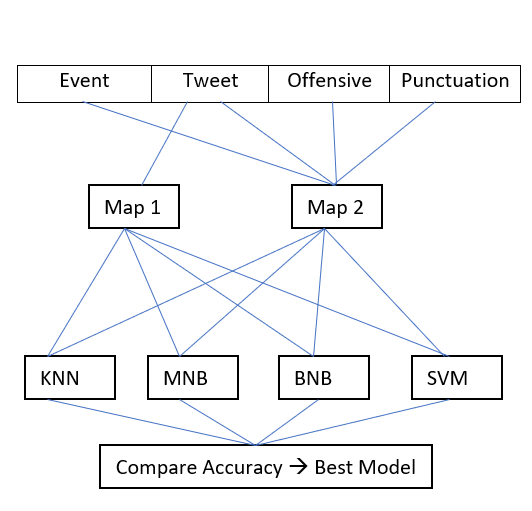 Event Tweet Offensive Punctuation
Map 1 Map 2
KNN MNB BNB SVM
Compare Accuracy → Best Model